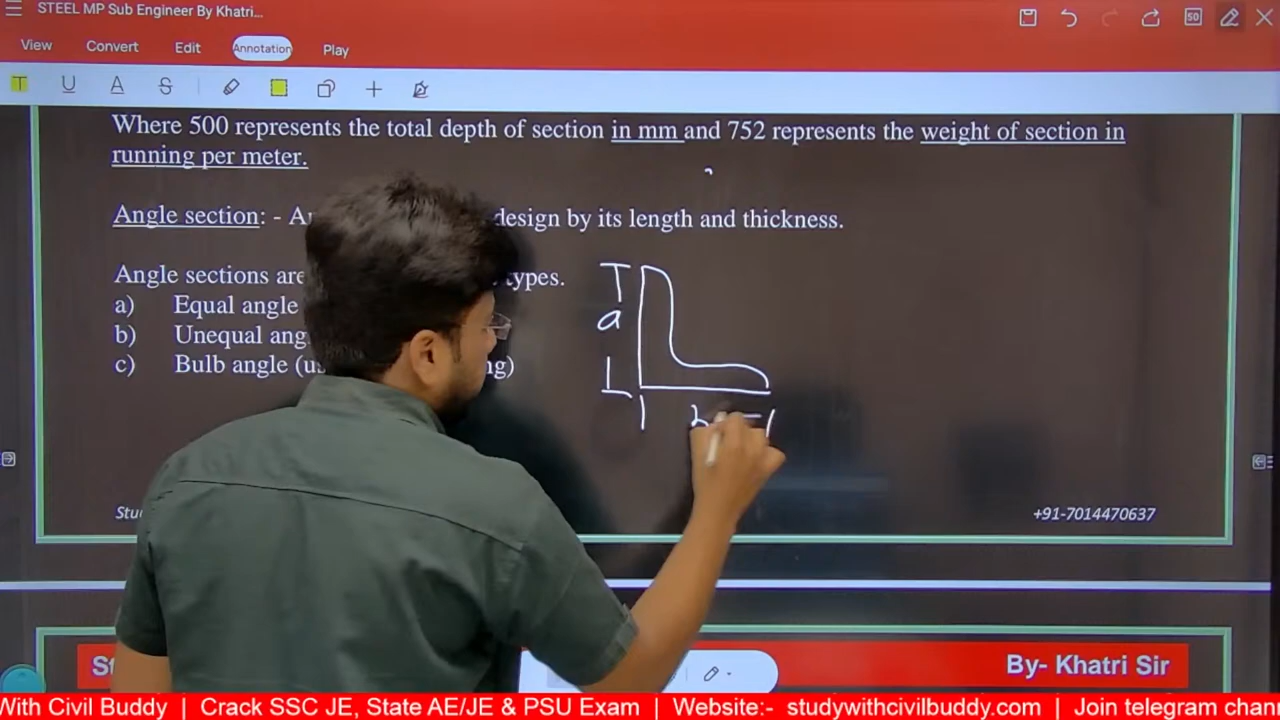 STEEL MP Sub Engineer By Khatri...
50
View Convert Edit Annotation Play
T U A S
Where 500 represents the total depth of section in mm and 752 represents the weight of section in
running per meter.
Angle section: - design by its length and thickness.
Angle sections are types.
a) Equal angle
b) Unequal
c) Bulb angle
a
+91-7014470637
By- Khatri Sir
With Civil Buddy | Crack SSC JE, State AE/JE & PSU Exam | Website:- studywithcivilbuddy.com | Join telegram